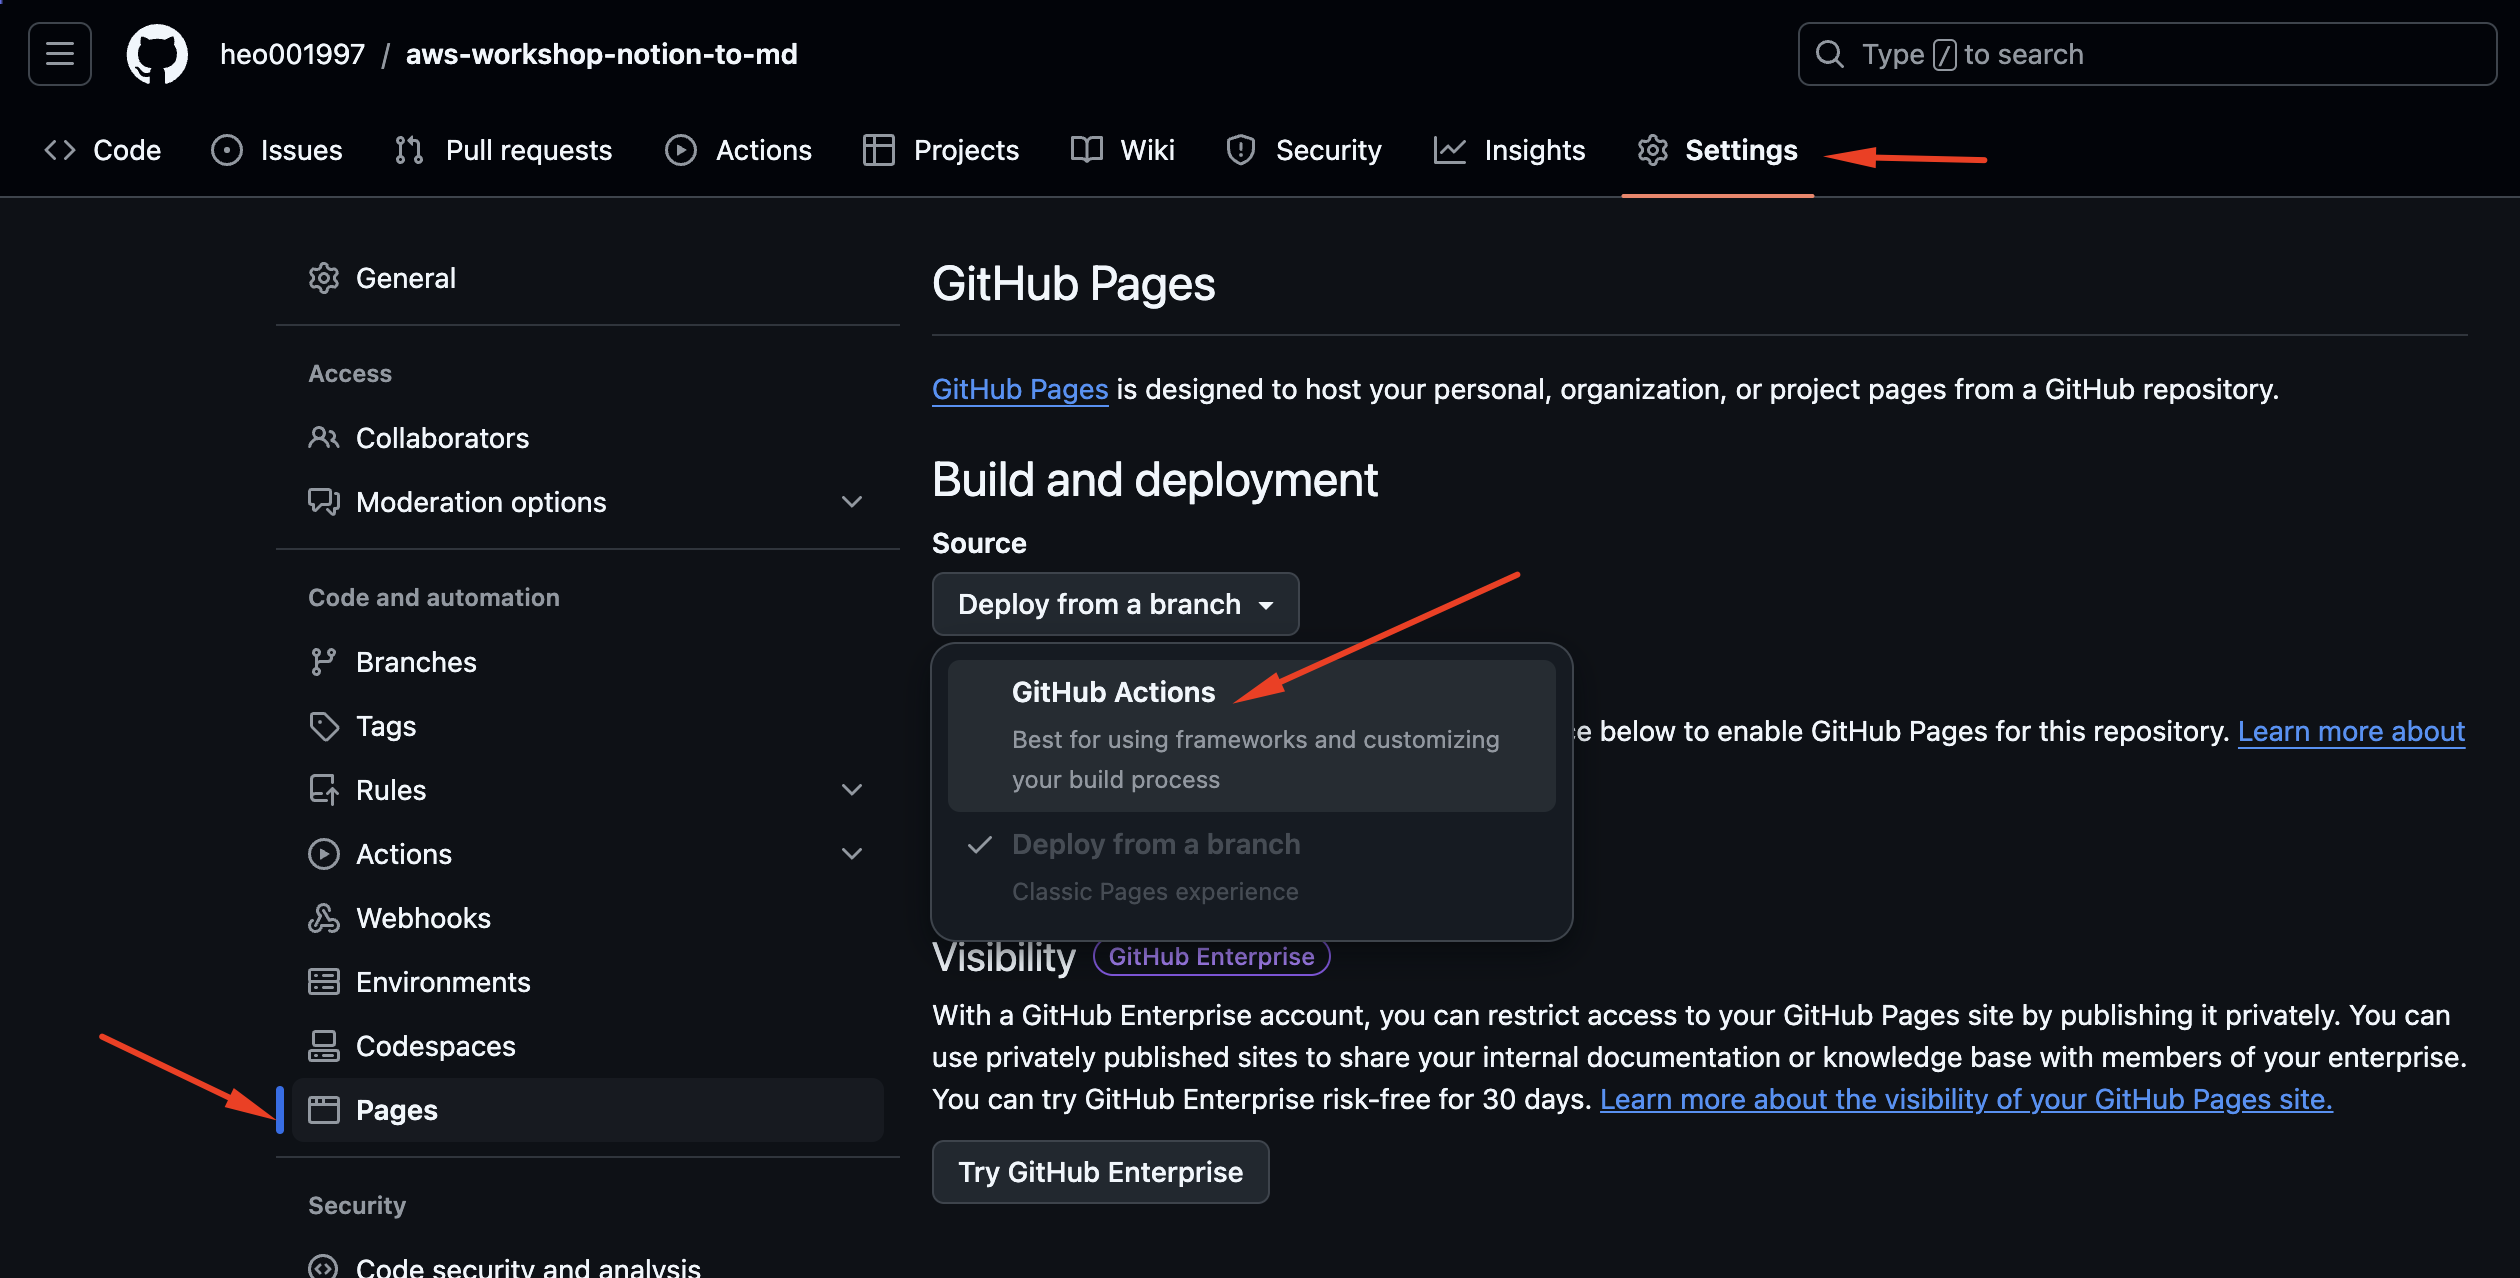 heo001997 / aws-workshop-notion-to-md
Type / to search
Code Issues Pull requests Actions Projects Wiki Security Insights Settings
General
Access
Collaborators
Moderation options
Code and automation
Branches
Tags
Rules
Actions
Webhooks
Environments
Codespaces
Pages
Security
Code security and analysis
GitHub Pages
GitHub Pages is designed to host your personal, organization, or project pages from a GitHub repository.
Build and deployment
Source
Deploy from a branch
GitHub Actions
Best for using frameworks and customizing
your build process
Deploy from a branch
Classic Pages experience
below to enable GitHub Pages for this repository. Learn more about
Visibility GitHub Enterprise
With a GitHub Enterprise account, you can restrict access to your GitHub Pages site by publishing it privately. You can
use privately published sites to share your internal documentation or knowledge base with members of your enterprise.
You can try GitHub Enterprise risk-free for 30 days. Learn more about the visibility of your GitHub Pages site.
Try GitHub Enterprise